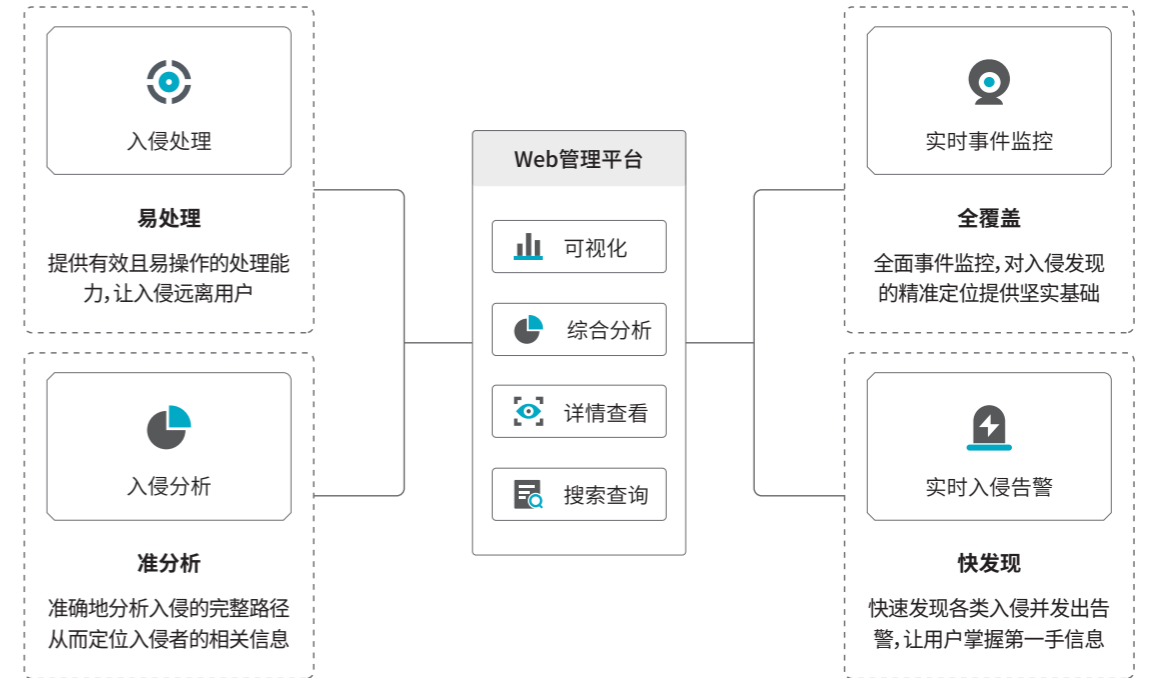 入侵处理
易处理
提供有效且易操作的处理能
力,让入侵远离用户
入侵分析
准分析
准确地分析入侵的完整路径
从而定位入侵者的相关信息
Web管理平台
可视化
综合分析
详情查看
搜索查询
实时事件监控
全覆盖
全面事件监控,对入侵发现
的精准定位提供坚实基础
实时入侵告警
快发现
快速发现各类入侵并发出告
警,让用户掌握第一手信息